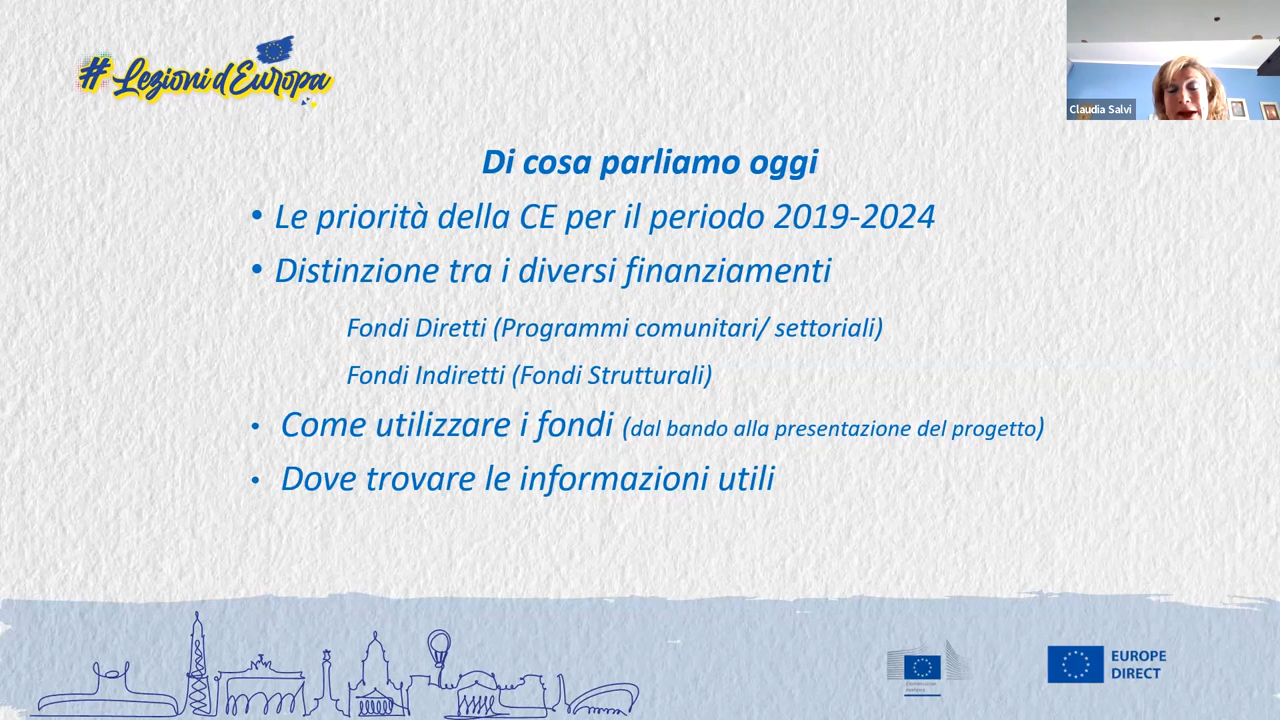 # Lezioni d'Europa
Claudia Salvi
Di cosa parliamo oggi
• Le priorità della CE per il periodo 2019-2024
• Distinzione tra i diversi finanziamenti
Fondi Diretti (Programmi comunitari/ settoriali)
Fondi Indiretti (Fondi Strutturali)
• Come utilizzare i fondi (dal bando alla presentazione del progetto)
• Dove trovare le informazioni utili
EUROPE
DIRECT